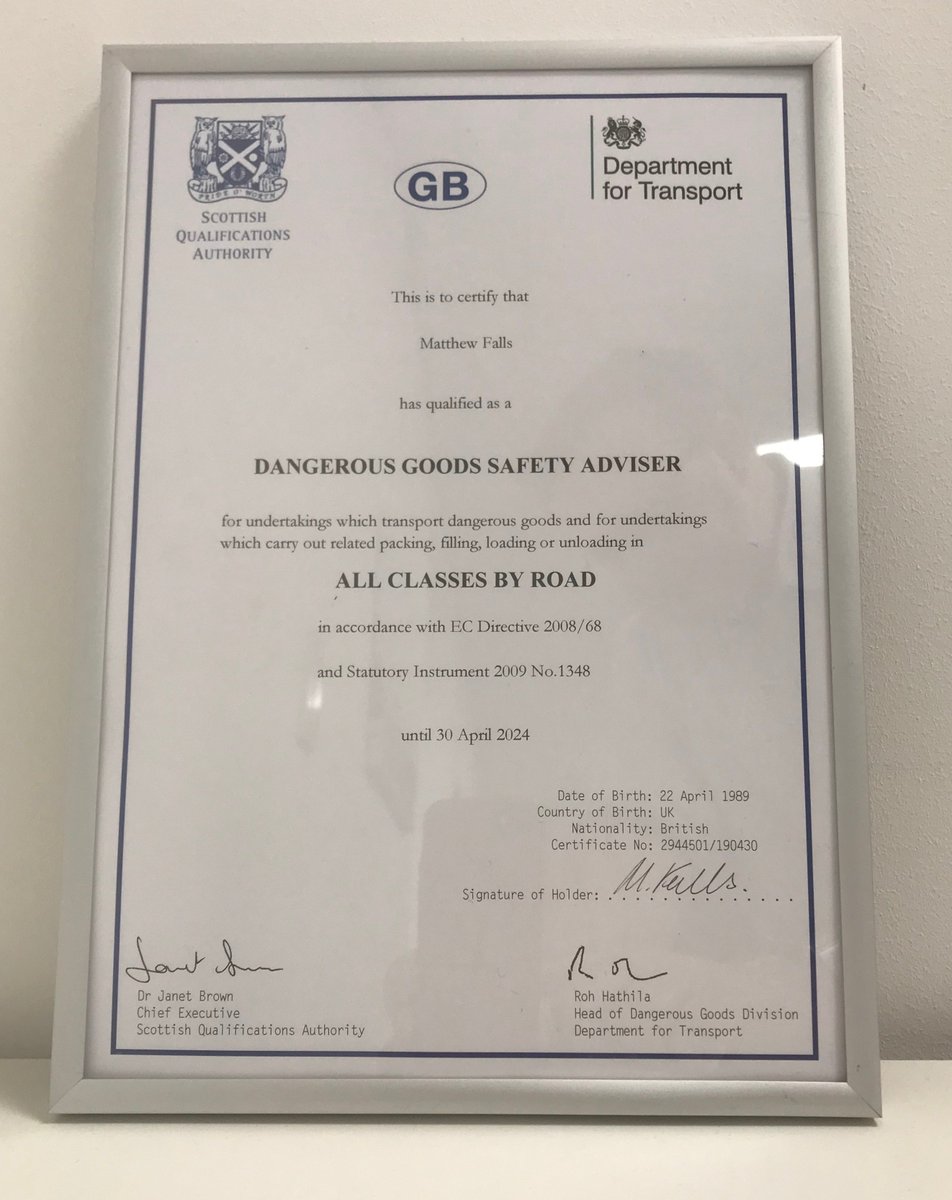 PRIDE O' WORTH
SCOTTISH
QUALIFICATIONS
AUTHORITY
GB
Department
for Transport
This is to certify that
Matthew Falls
has qualified as a
DANGEROUS GOODS SAFETY ADVISER
for undertakings which transport dangerous goods and for undertakings
which carry out related packing, filling, loading or unloading in
ALL CLASSES BY ROAD
in accordance with EC Directive 2008/68
and Statutory Instrument 2009 No.1348
until 30 April 2024
Date of Birth: 22 April 1989
Country of Birth: UK
Nationality: British
Certificate No: 2944501/190430
Signature of Holder: M. Falls.
Dr Janet Brown
Chief Executive
Scottish Qualifications Authority
Roh Hathila
Head of Dangerous Goods Division
Department for Transport